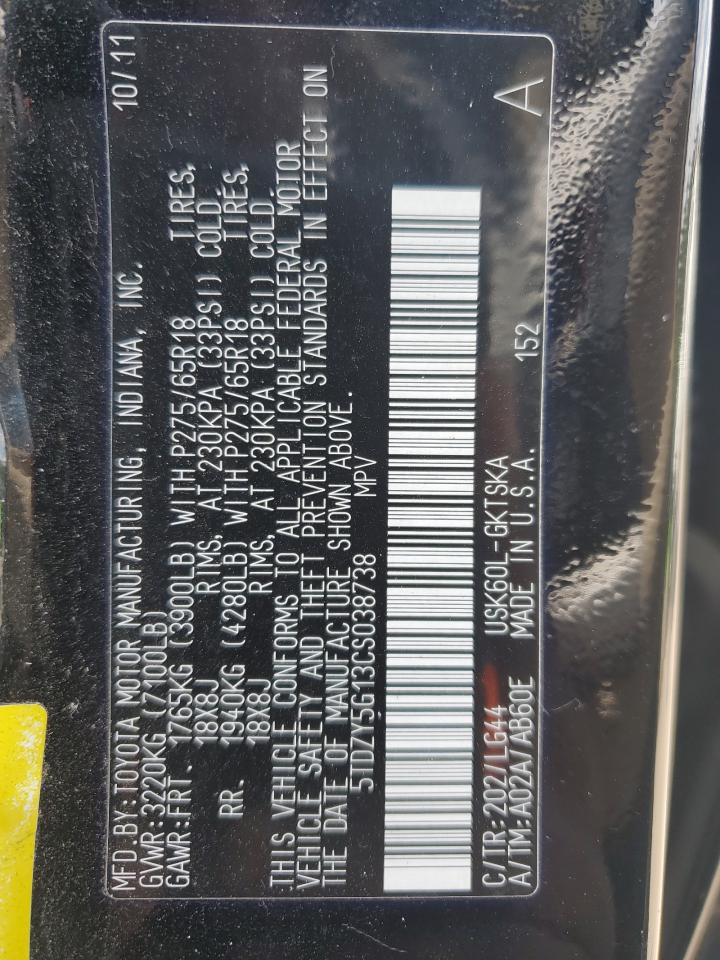 MFD.BY:TOYOTA MOTOR MANUFACTURING, INDIANA, INC. 10/11
GVWR:3220KG(7100LB)
GAWR:FRT. 1765KG (3900LB) WITH P275/65R18 TIRES,
18X8J RIMS, AT 230KPA (33PSI) COLD.
RR. 1940KG (4280LB) WITH P275/65R18 TIRES,
18X8J RIMS, AT 230KPA (33PSI) COLD.
THIS VEHICLE CONFORMS TO ALL APPLICABLE FEDERAL MOTOR
VEHICLE SAFETY AND THEFT PREVENTION STANDARDS IN EFFECT ON
THE DATE OF MANUFACTURE SHOWN ABOVE.
5TDZY5G13CS038738 MPV
C/TR:202/LG44 USK60L-GKTSKA A
A/TM:A02A/AB60E MADE IN U.S.A. 152